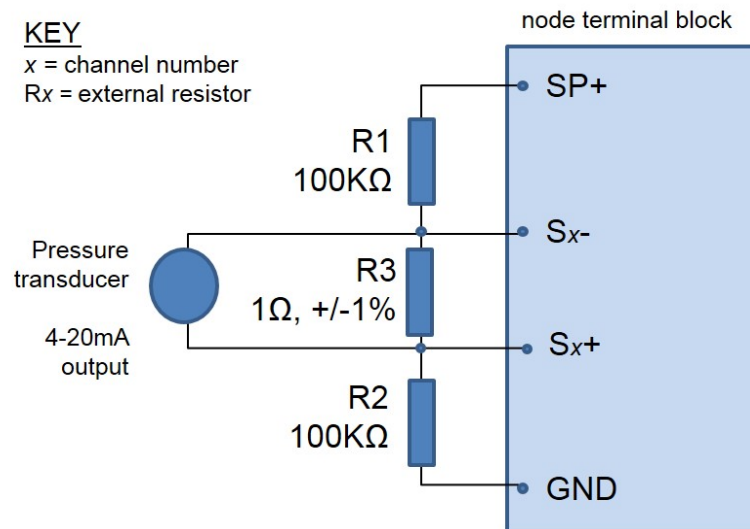 node terminal block
KEY
x = channel number
Rx = external resistor
SP+
R1
100KΩ
Sx-
Pressure
transducer
R3
1Ω, +/-1%
4-20mA
output
Sx+
R2
100KΩ
GND